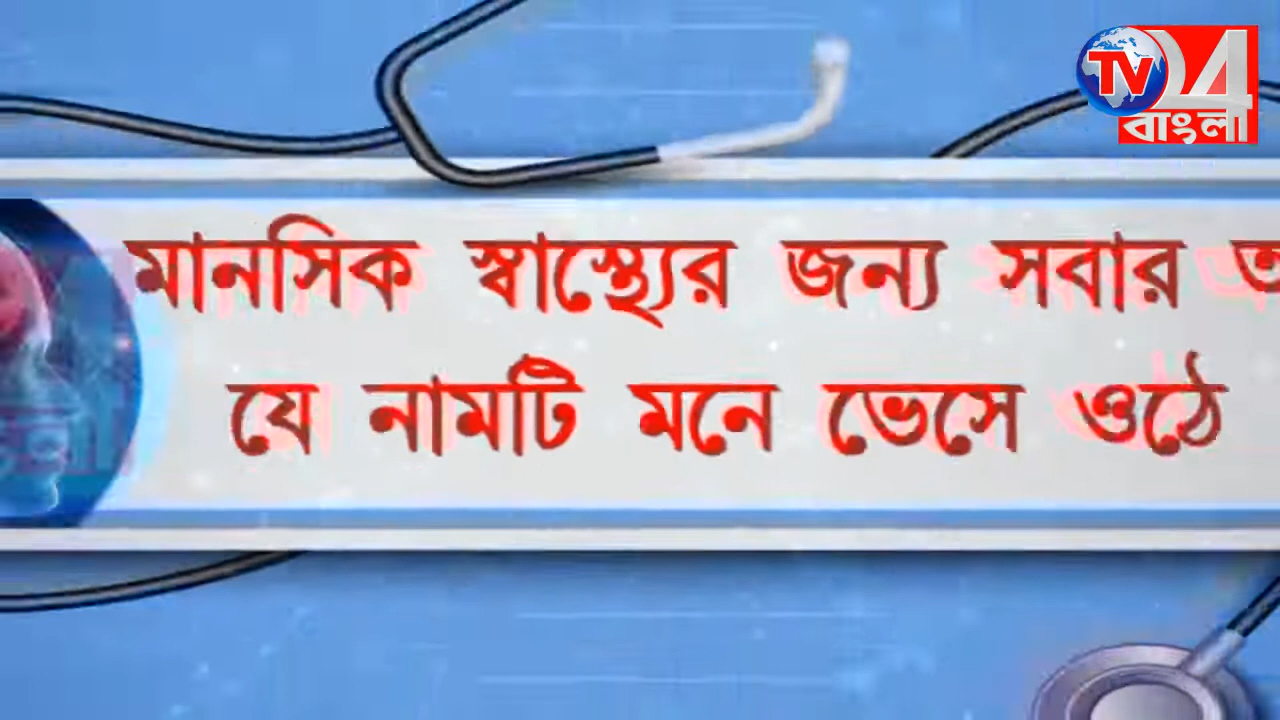 TV 24
বাংলা
মানসিক স্বাস্থ্যের জন্য সবার
যে নামটি মনে ভেসে ওঠে